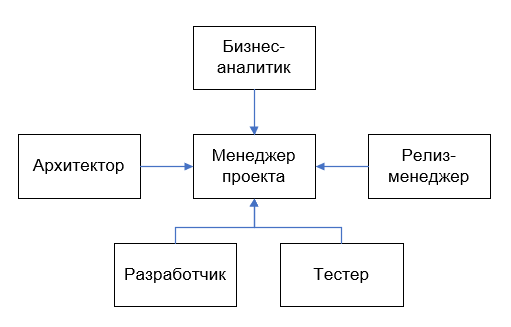 Бизнес-
аналитик
Архитектор
Менеджер
проекта
Релиз-
менеджер
Разработчик
Тестер